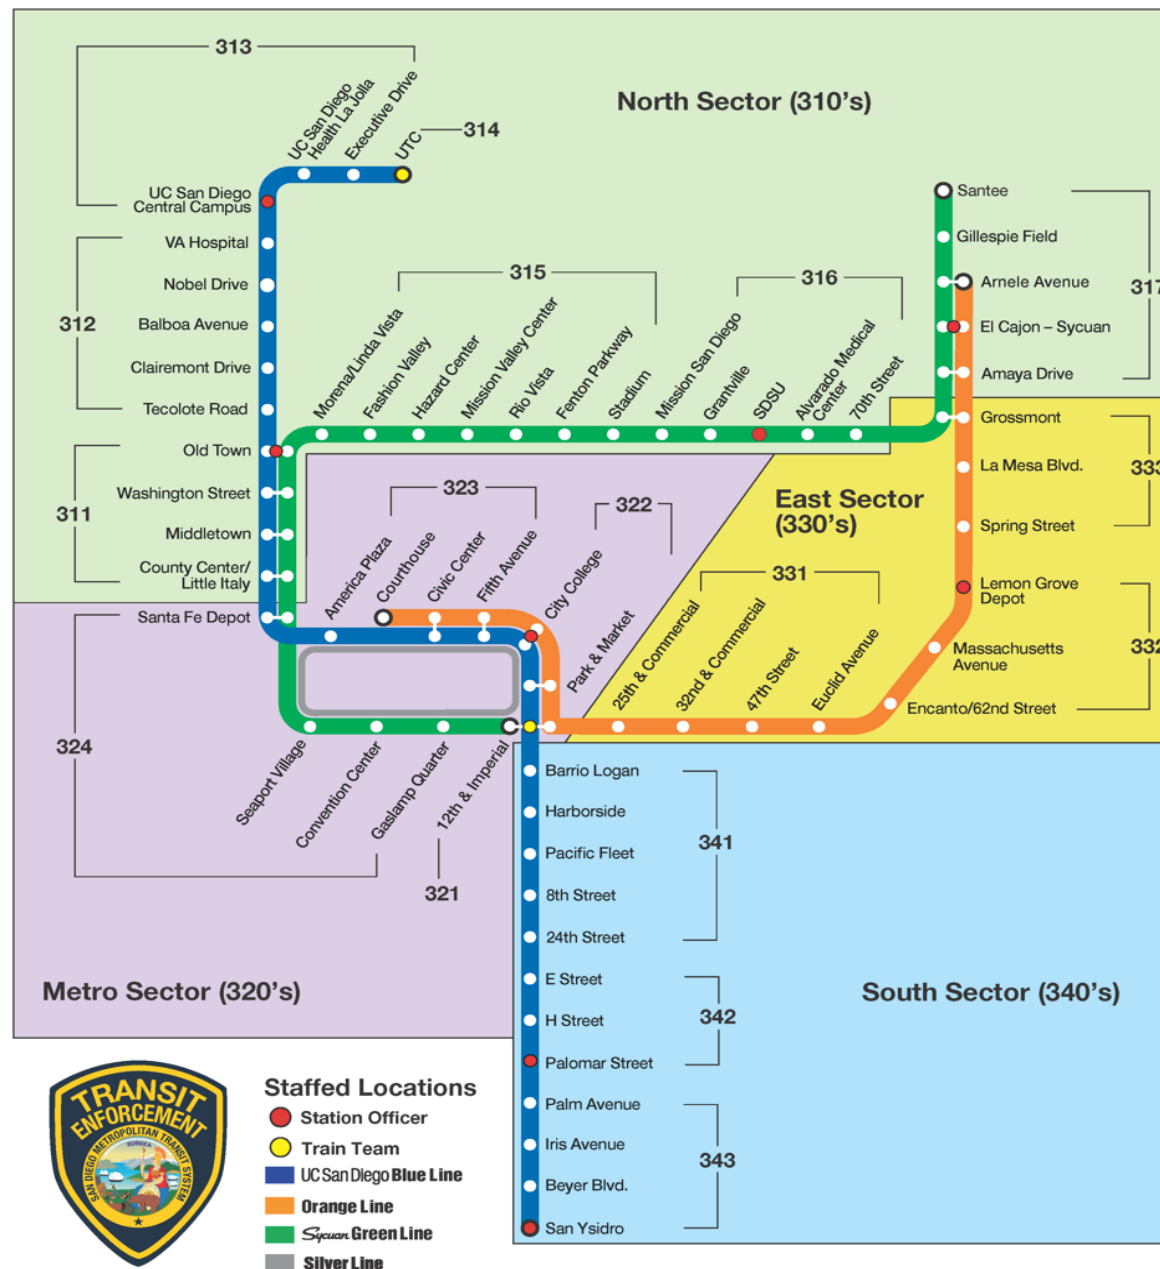 313
North Sector (310's)
UC San Diego
Health La Jolla
Executive Drive
UTC
314
UC San Diego
Central Campus
VA Hospital
Nobel Drive
Balboa Avenue
Clairemont Drive
Tecolote Road
312
Old Town
Washington Street
Middletown
County Center/
Little Italy
311
315
316
Morena/Linda Vista
Fashion Valley
Hazard Center
Mission Valley Center
Rio Vista
Fenton Parkway
Stadium
Mission San Diego
Grantville
SDSU
Alvarado Medical
Center
70th Street
Santee
Gillespie Field
Arnele Avenue
317
El Cajon – Sycuan
Amaya Drive
Grossmont
La Mesa Blvd.
333
Spring Street
East Sector
(330's)
Lemon Grove
Depot
Massachusetts
Avenue
332
Encanto/62nd Street
331
25th & Commercial
32nd & Commercial
47th Street
Euclid Avenue
323
322
America Plaza
Courthouse
Civic Center
Fifth Avenue
City College
Park & Market
Santa Fe Depot
324
Seaport Village
Convention Center
Gaslamp Quarter
12th & Imperial
321
Metro Sector (320's)
Barrio Logan
Harborside
Pacific Fleet
341
8th Street
24th Street
E Street
H Street
342
Palomar Street
Palm Avenue
Iris Avenue
343
Beyer Blvd.
San Ysidro
South Sector (340's)
TRANSIT
ENFORCEMENT
SAN DIEGO METROPOLITAN TRANSIT SYSTEM
EUREKA
Staffed Locations
Station Officer
Train Team
UC San Diego Blue Line
Orange Line
Sycuan Green Line
Silver Line